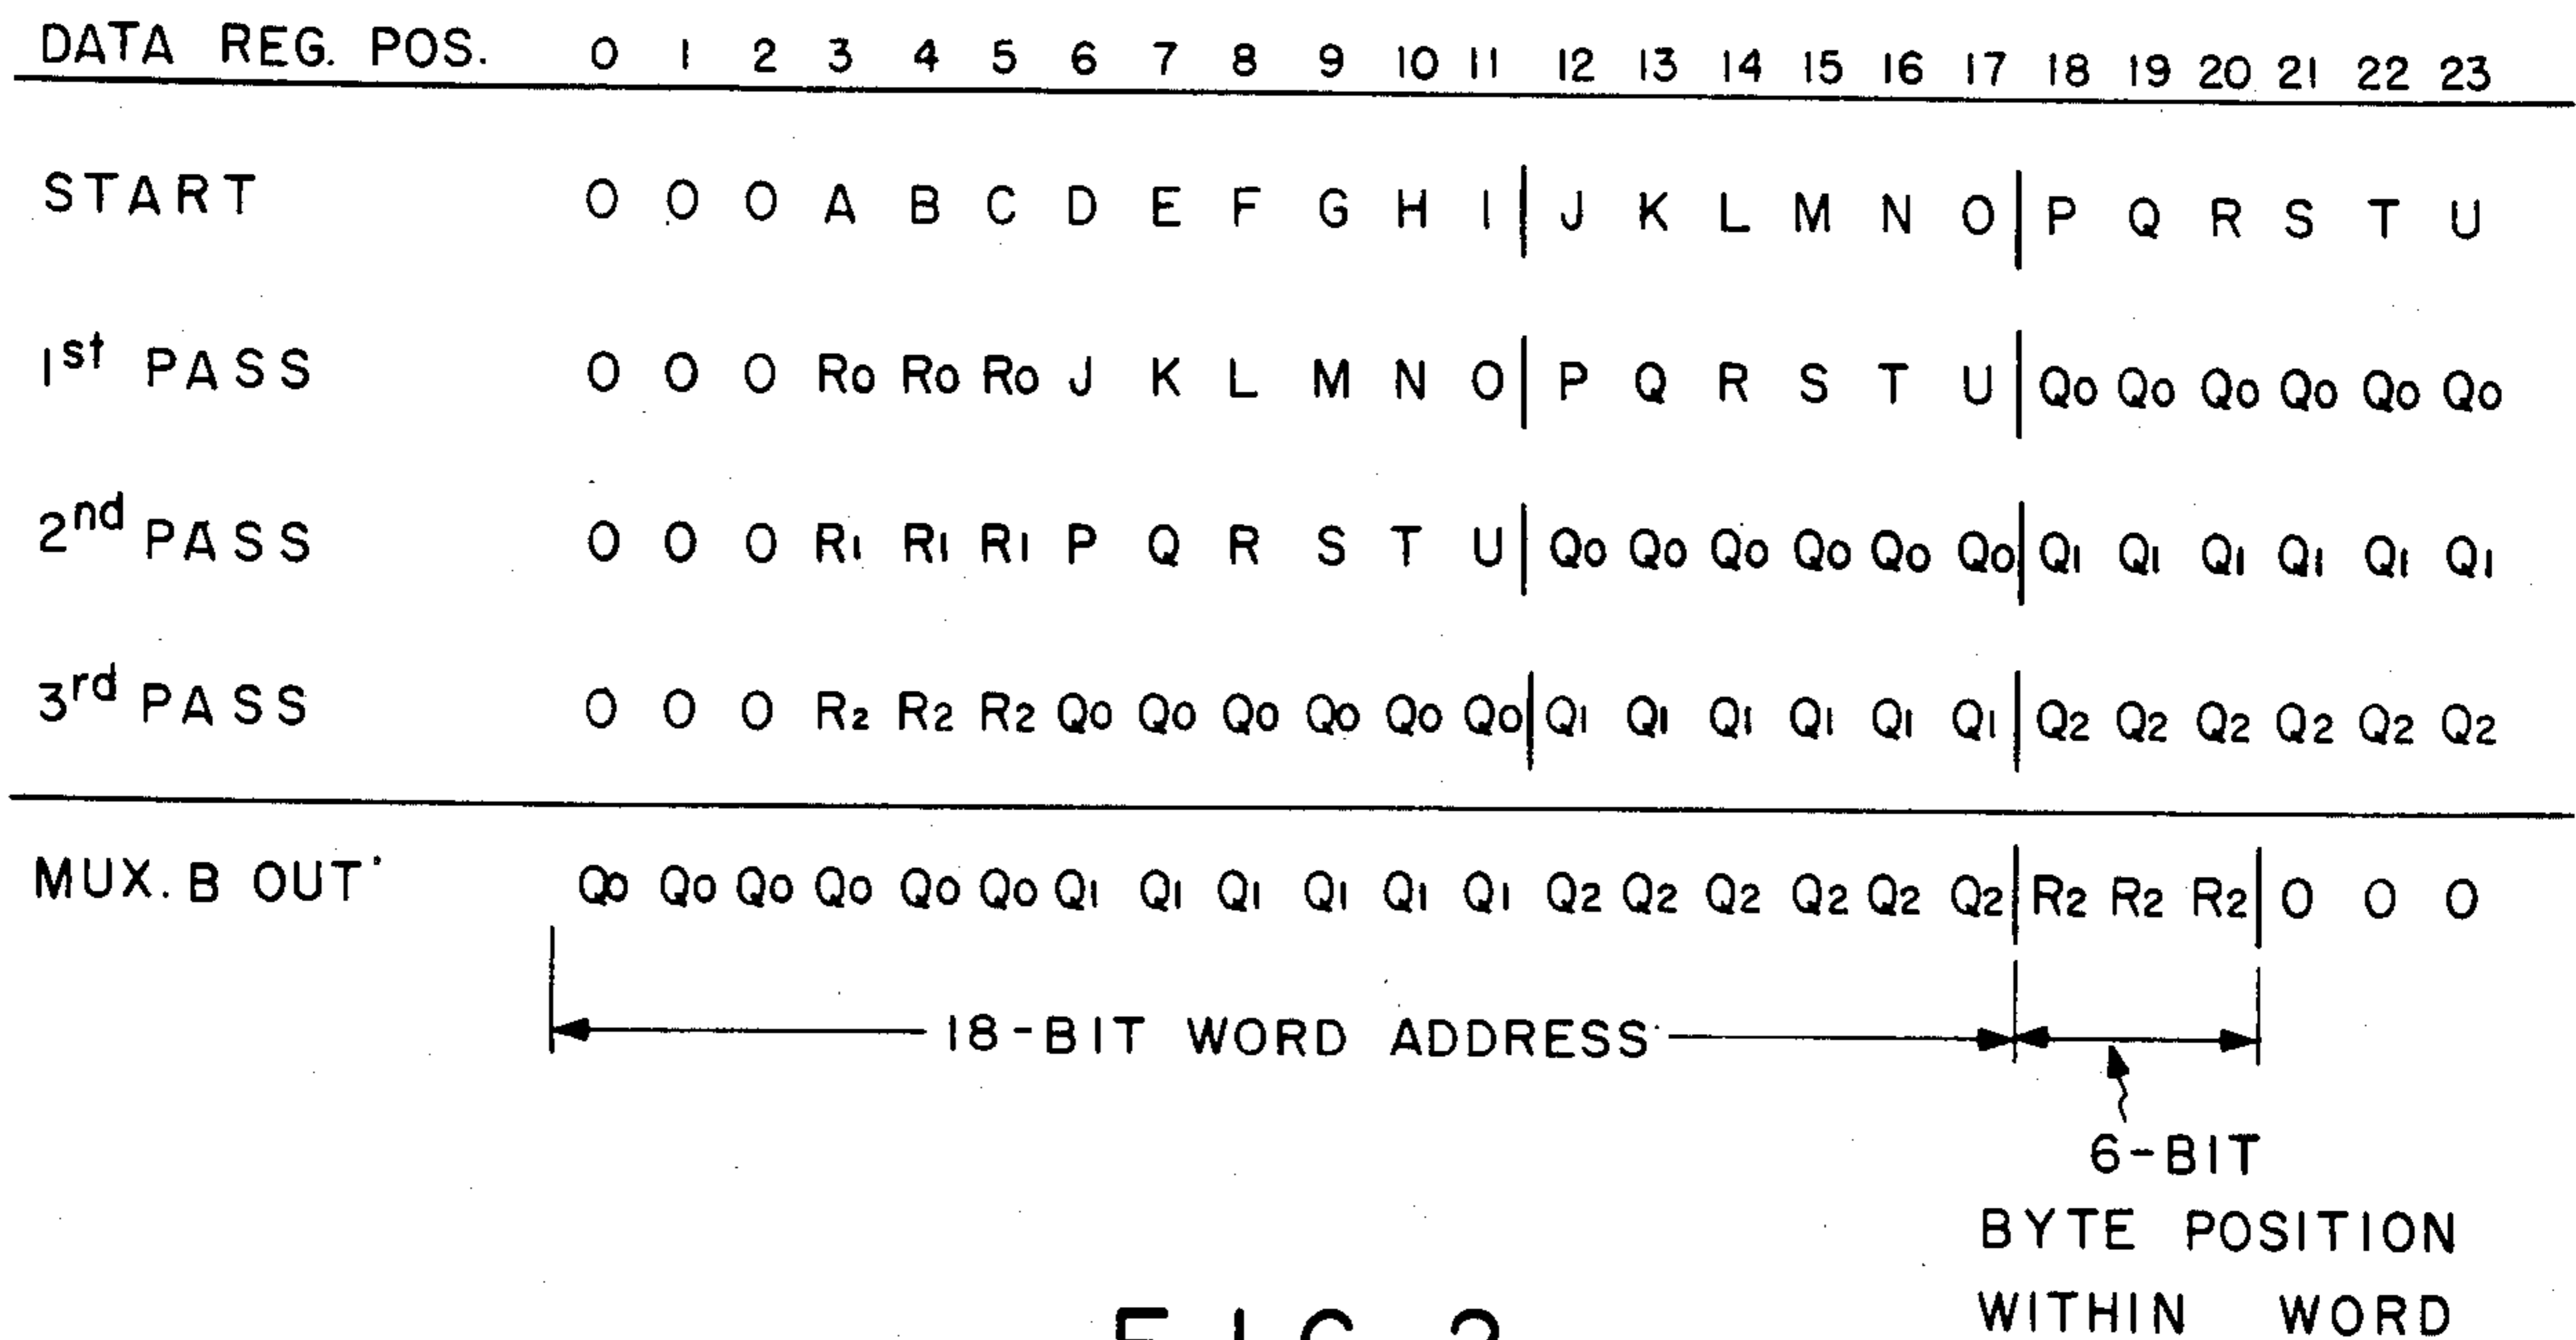 DATA REG. POS. 0 1 2 3 4 5 6 7 8 9 10 11 12 13 14 15 16 17 18 19 20 21 22 23
START 0 0 0 A B C D E F G H I | J K L M N O | P Q R S T U
1st PASS 0 0 0 R0 R0 R0 J K L M N O | P Q R S T U | Q0 Q0 Q0 Q0 Q0 Q0
2nd PASS 0 0 0 R1 R1 R1 P Q R S T U | Q0 Q0 Q0 Q0 Q0 Q0 | Q1 Q1 Q1 Q1 Q1 Q1
3rd PASS 0 0 0 R2 R2 R2 Q0 Q0 Q0 Q0 Q0 Q0 | Q1 Q1 Q1 Q1 Q1 Q1 | Q2 Q2 Q2 Q2 Q2 Q2
MUX. B OUT Q0 Q0 Q0 Q0 Q0 Q0 Q1 Q1 Q1 Q1 Q1 Q1 Q2 Q2 Q2 Q2 Q2 Q2 | R2 R2 R2 | 0 0 0
18-BIT WORD ADDRESS
6-BIT
BYTE POSITION
WITHIN WORD